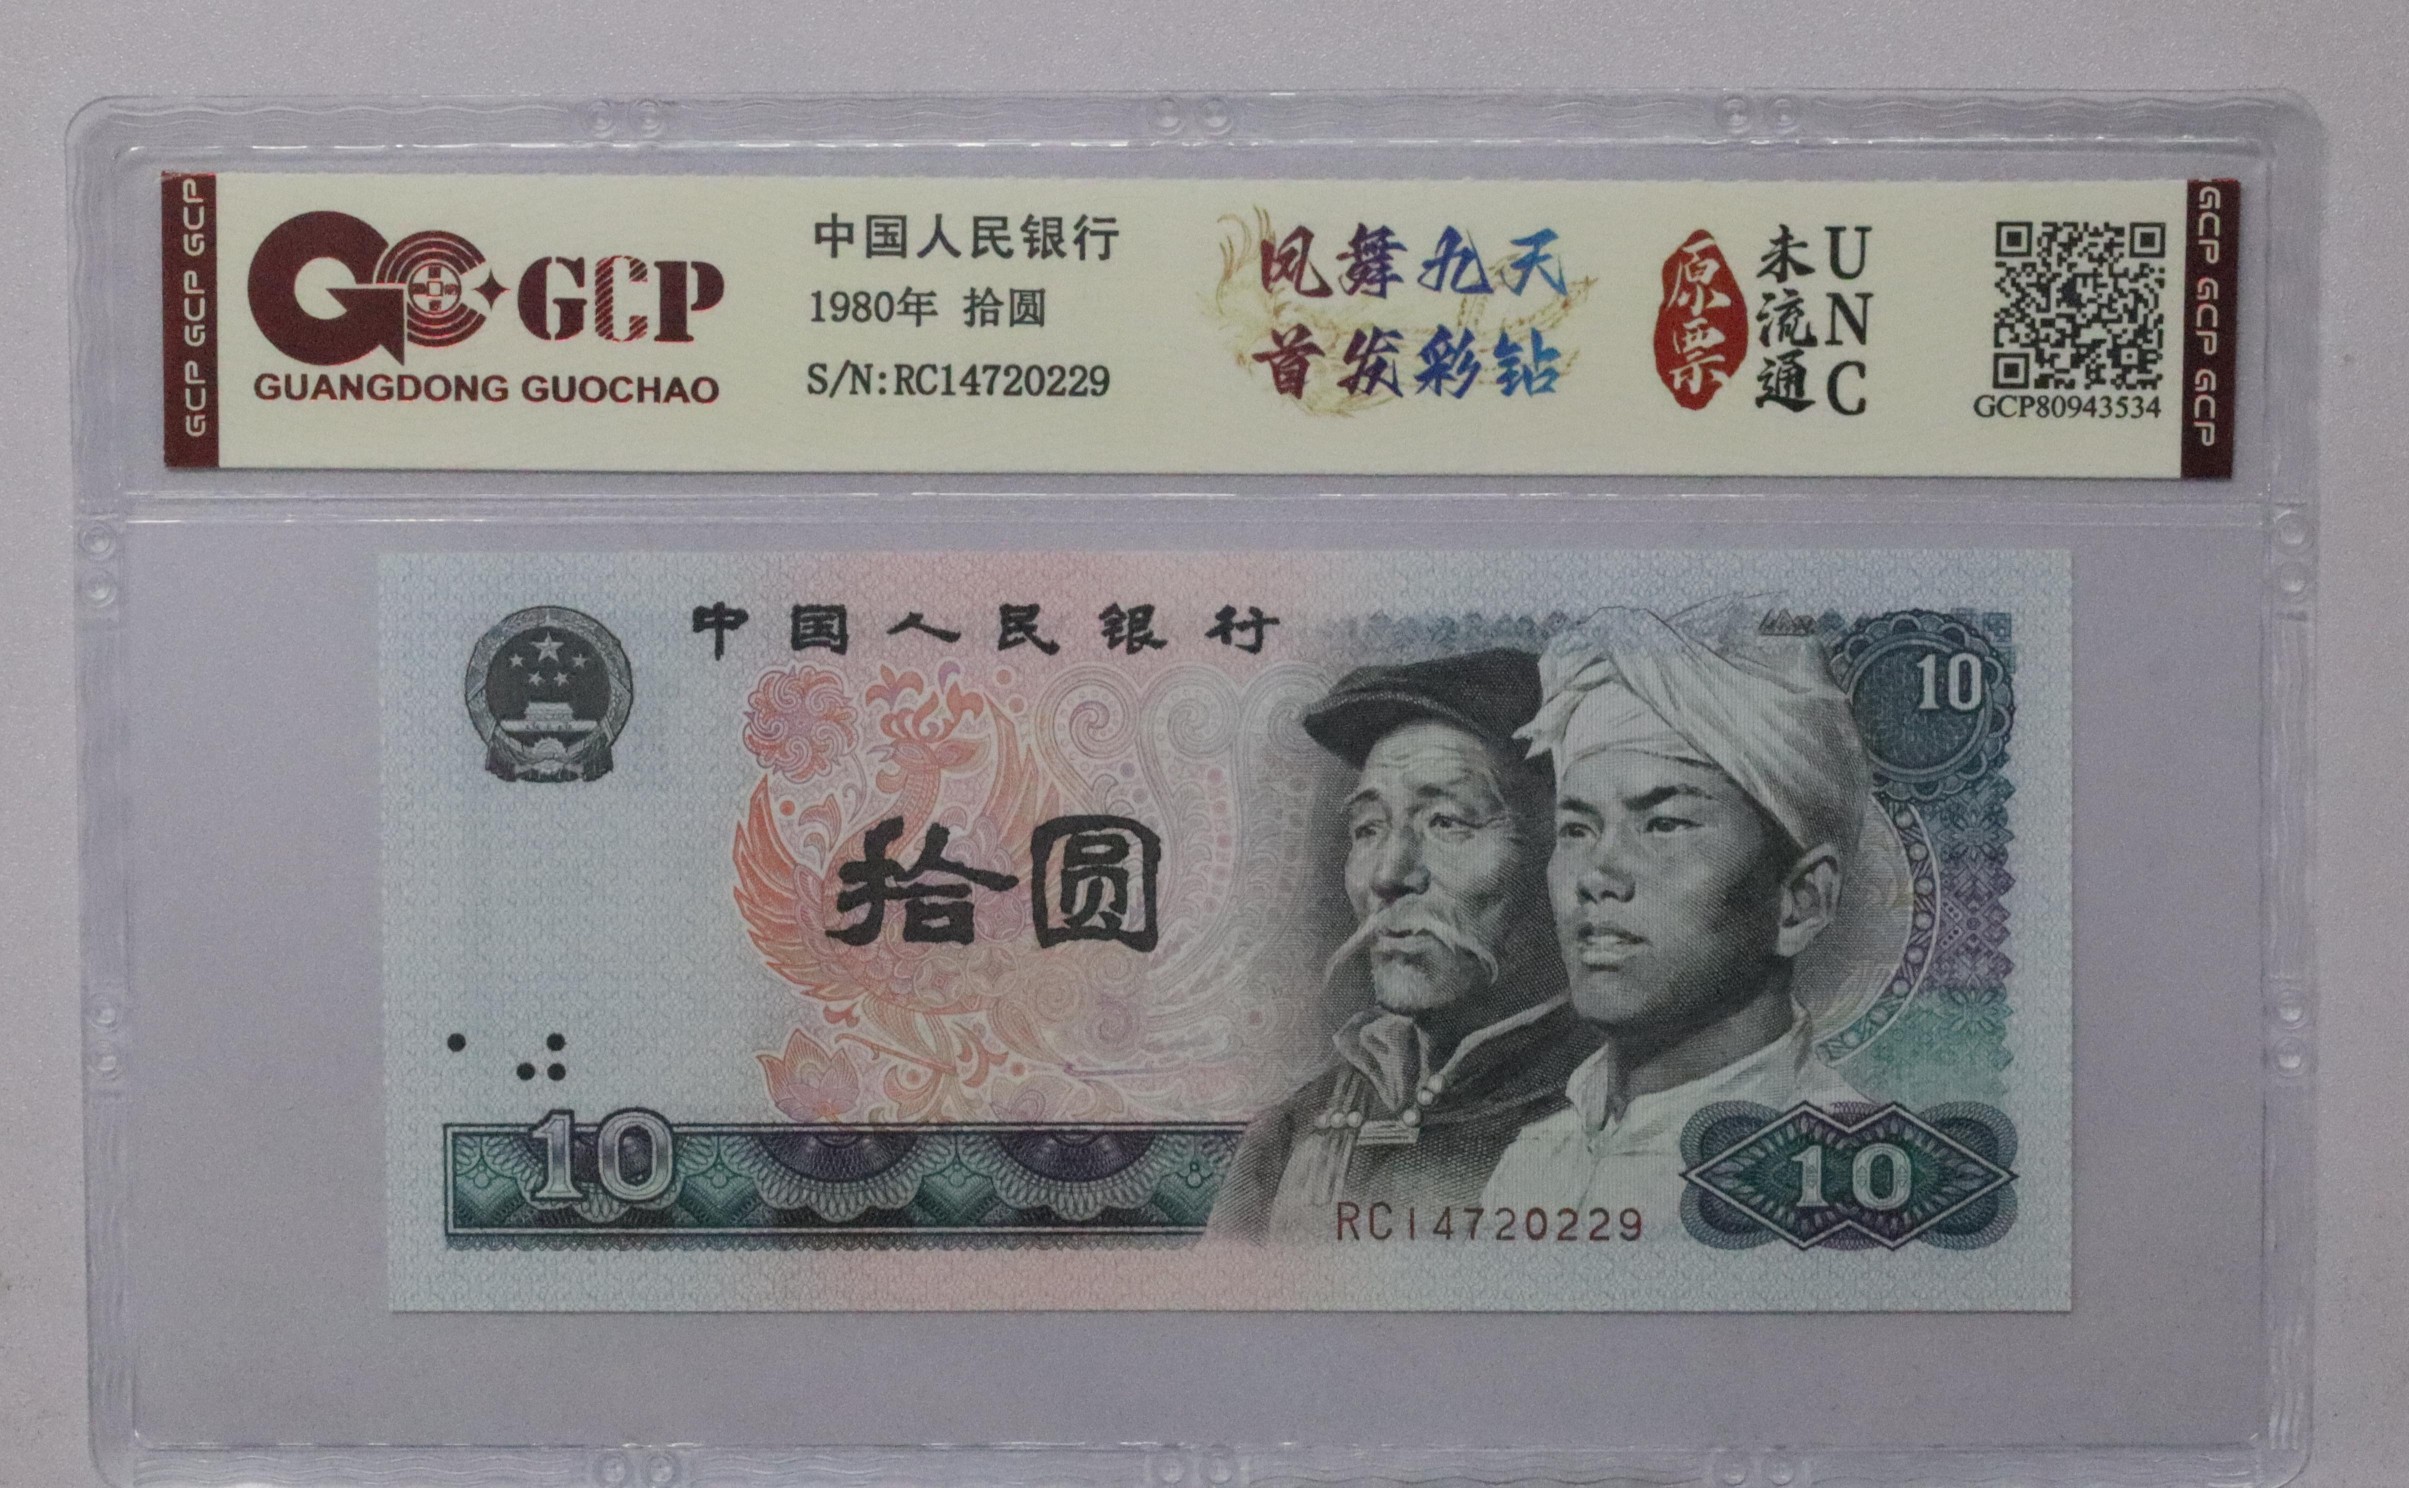 GCP GCP GCP
GCP
GUANGDONG GUOCHAO
中国人民银行
1980年 拾圆
S/N:RC14720229
凤舞九天
首发彩钻
原票
未流通
UNC
GCP80943534
GCP GCP GCP
中国人民银行
10
拾圆
10
RC14720229
10